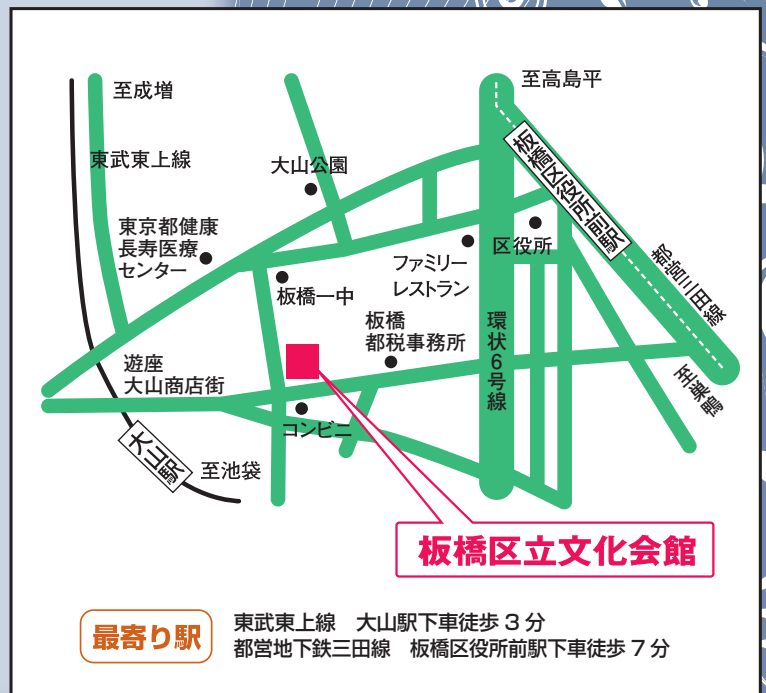 至成増
至高島平
東武東上線
大山公園
板橋区役所前駅
東京都健康
長寿医療
センター
区役所
ファミリー
レストラン
都営三田線
板橋一中
板橋
都税事務所
環状6号線
遊座
大山商店街
至巣鴨
コンビニ
大山駅
至池袋
板橋区立文化会館
最寄り駅
東武東上線　大山駅下車徒歩 3 分
都営地下鉄三田線　板橋区役所前駅下車徒歩 7 分